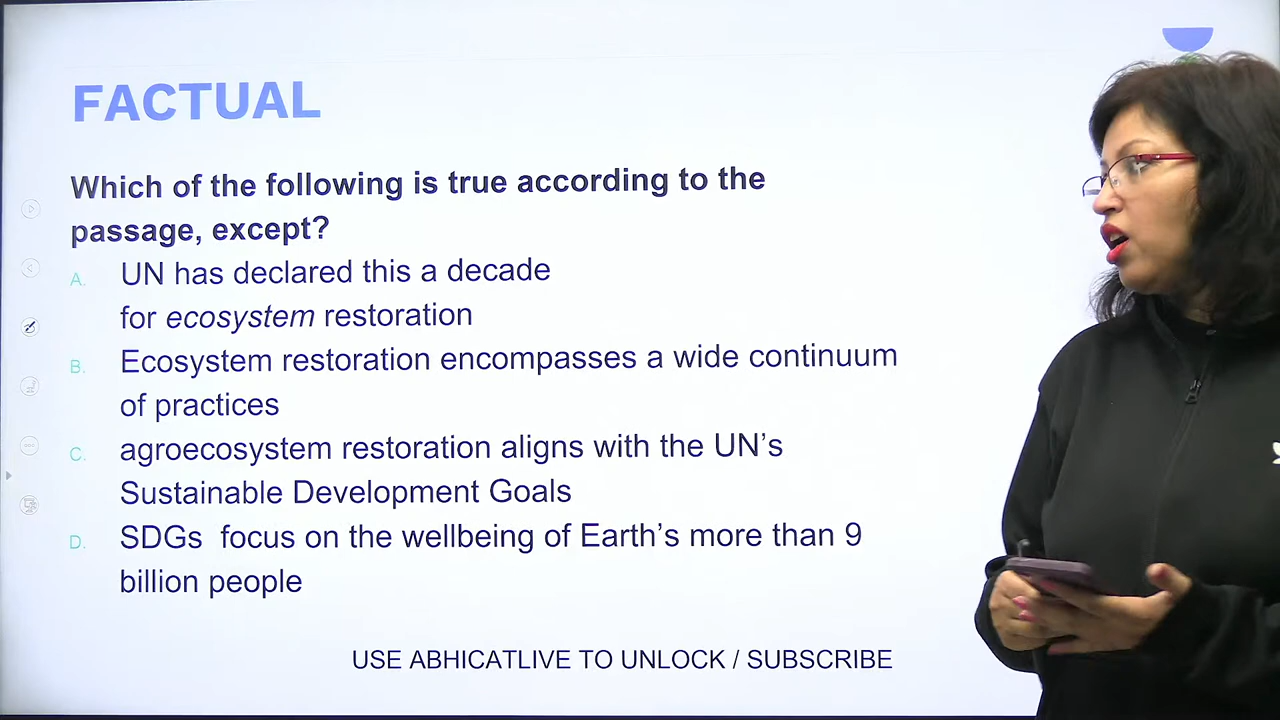 FACTUAL
Which of the following is true according to the
passage, except?
A. UN has declared this a decade
for ecosystem restoration
B. Ecosystem restoration encompasses a wide continuum
of practices
C. agroecosystem restoration aligns with the UN's
Sustainable Development Goals
D. SDGs focus on the wellbeing of Earth's more than 9
billion people
USE ABHICATLIVE TO UNLOCK / SUBSCRIBE